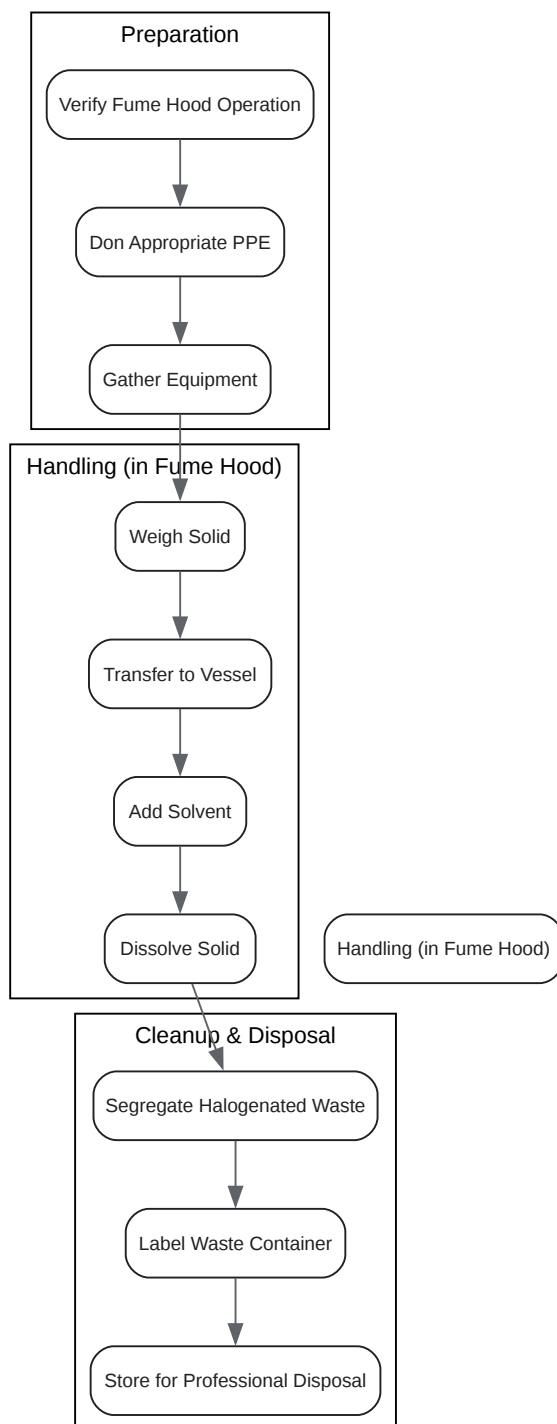 Preparation
Verify Fume Hood Operation
Don Appropriate PPE
Gather Equipment
Handling (in Fume Hood)
Weigh Solid
Transfer to Vessel
Add Solvent
Dissolve Solid
Handling (in Fume Hood)
Cleanup & Disposal
Segregate Halogenated Waste
Label Waste Container
Store for Professional Disposal